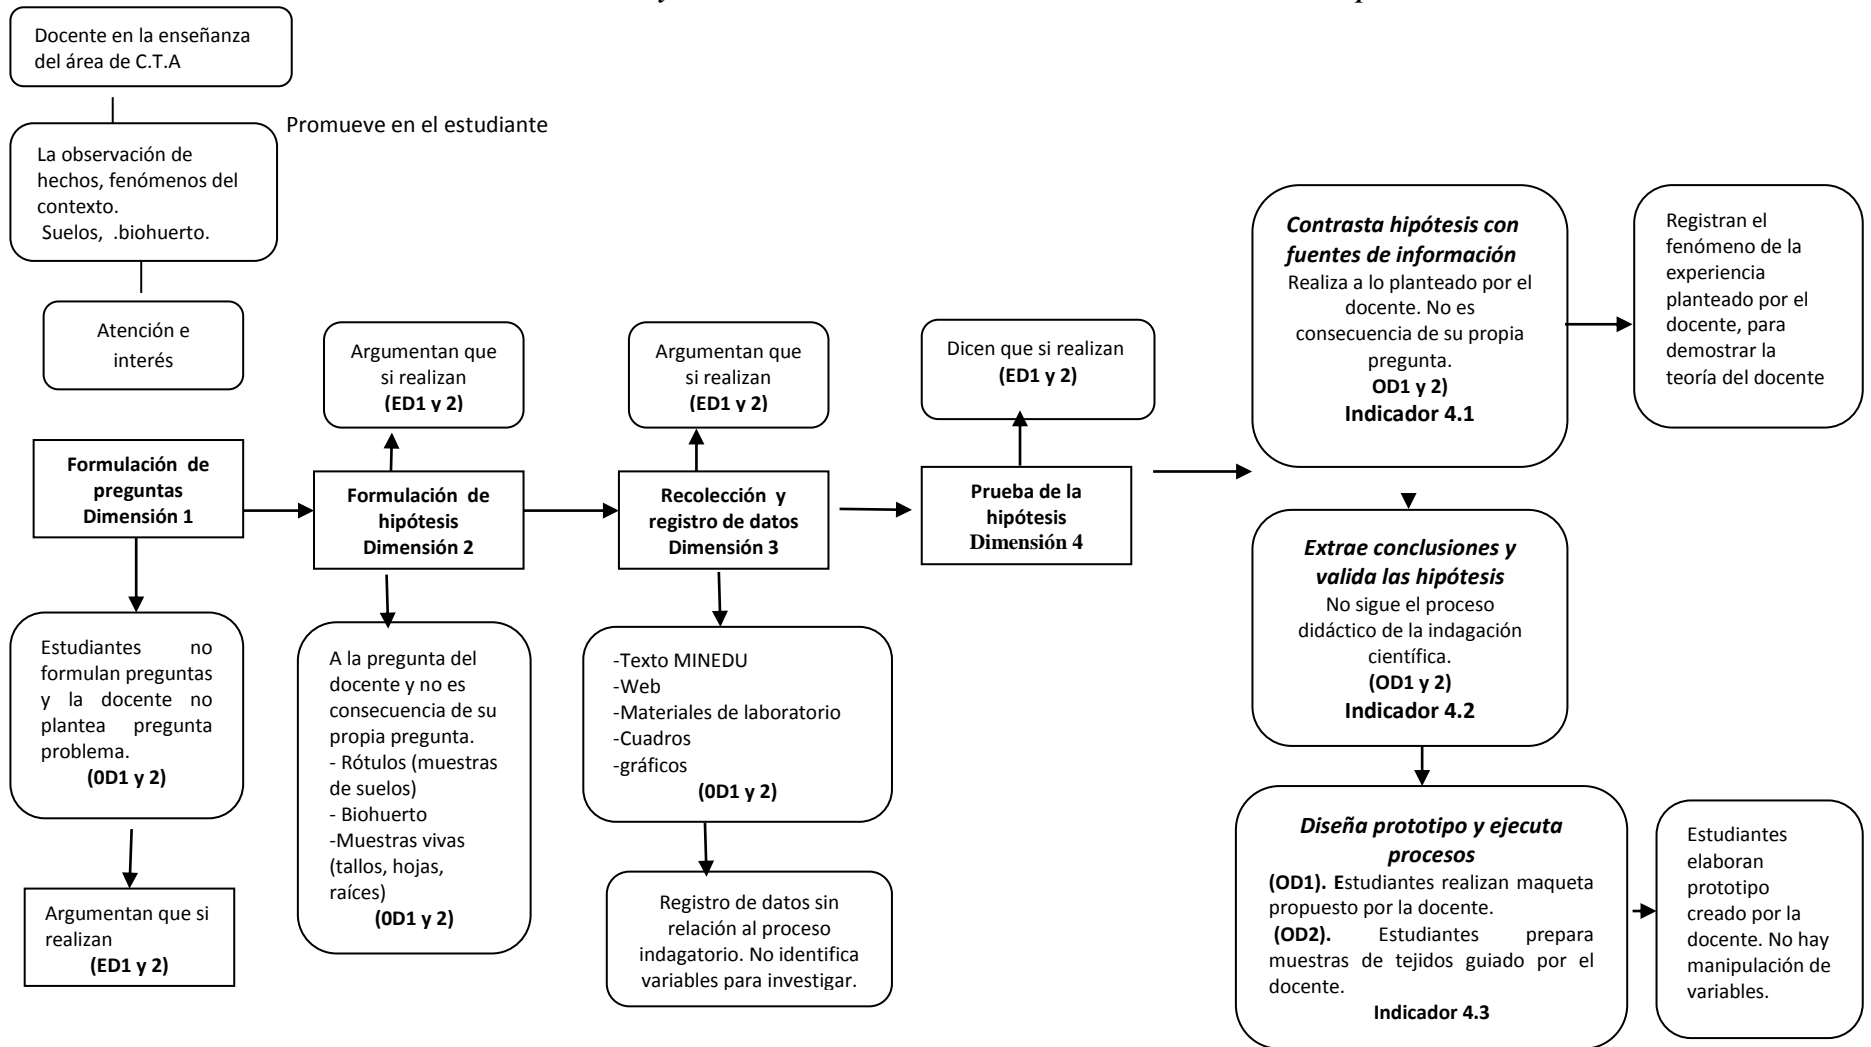 Docente en la enseñanza
del área de C.T.A
Promueve en el estudiante
La observación de
hechos, fenómenos del
contexto.
Suelos, .biohuerto.
Atención e
interés
Formulación de
preguntas
Dimensión 1
Estudiantes no
formulan preguntas
y la docente no
plantea pregunta
problema.
(0D1 y 2)
Argumentan que si
realizan
(ED1 y 2)
Argumentan que
si realizan
(ED1 y 2)
Formulación de
hipótesis
Dimensión 2
A la pregunta del
docente y no es
consecuencia de su
propia pregunta.
- Rótulos (muestras
de suelos)
- Biohuerto
-Muestras vivas
(tallos, hojas,
raíces)
(0D1 y 2)
Argumentan que
si realizan
(ED1 y 2)
Recolección y
registro de datos
Dimensión 3
-Texto MINEDU
-Web
-Materiales de laboratorio
-Cuadros
-gráficos
(0D1 y 2)
Registro de datos sin
relación al proceso
indagatorio. No identifica
variables para investigar.
Dicen que si realizan
(ED1 y 2)
Prueba de la
hipótesis
Dimensión 4
Contrasta hipótesis con
fuentes de información
Realiza a lo planteado por el
docente. No es
consecuencia de su propia
pregunta.
OD1 y 2)
Indicador 4.1
Registran el
fenómeno de la
experiencia
planteado por el
docente, para
demostrar la
teoría del docente
Extrae conclusiones y
valida las hipótesis
No sigue el proceso
didáctico de la indagación
científica.
(OD1 y 2)
Indicador 4.2
Diseña prototipo y ejecuta
procesos
(OD1). Estudiantes realizan maqueta
propuesto por la docente.
(OD2). Estudiantes prepara
muestras de tejidos guiado por el
docente.
Indicador 4.3
Estudiantes
elaboran
prototipo
creado por la
docente. No hay
manipulación de
variables.